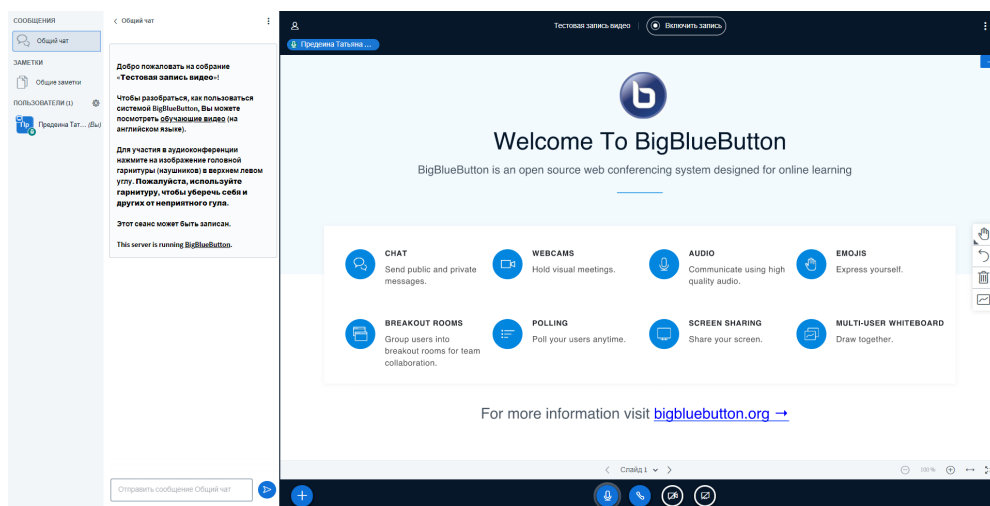 СООБЩЕНИЯ
Общий чат
ЗАМЕТКИ
Общие заметки
ПОЛЬЗОВАТЕЛИ (1)
Пр
Предеина Тат... (Вы)
Общий чат
Добро пожаловать на собрание
«Тестовая запись видео»!
Чтобы разобраться, как пользоваться
системой BigBlueButton, Вы можете
посмотреть обучающие видео (на
английском языке).
Для участия в аудиоконференции
нажмите на изображение головной
гарнитуры (наушников) в верхнем левом
углу. Пожалуйста, используйте
гарнитуру, чтобы уберечь себя и
других от неприятного гула.
Этот сеанс может быть записан.
This server is running BigBlueButton.
Отправить сообщение Общий чат
Тестовая запись видео
Включить запись
Предеина Татьяна ...
b
Welcome To BigBlueButton
BigBlueButton is an open source web conferencing system designed for online learning
CHAT
Send public and private
messages.
WEBCAMS
Hold visual meetings.
AUDIO
Communicate using high
quality audio.
EMOJIS
Express yourself.
BREAKOUT ROOMS
Group users into
breakout rooms for team
collaboration.
POLLING
Poll your users anytime.
SCREEN SHARING
Share your screen.
MULTI-USER WHITEBOARD
Draw together.
For more information visit bigbluebutton.org →
Слайд 1
100%